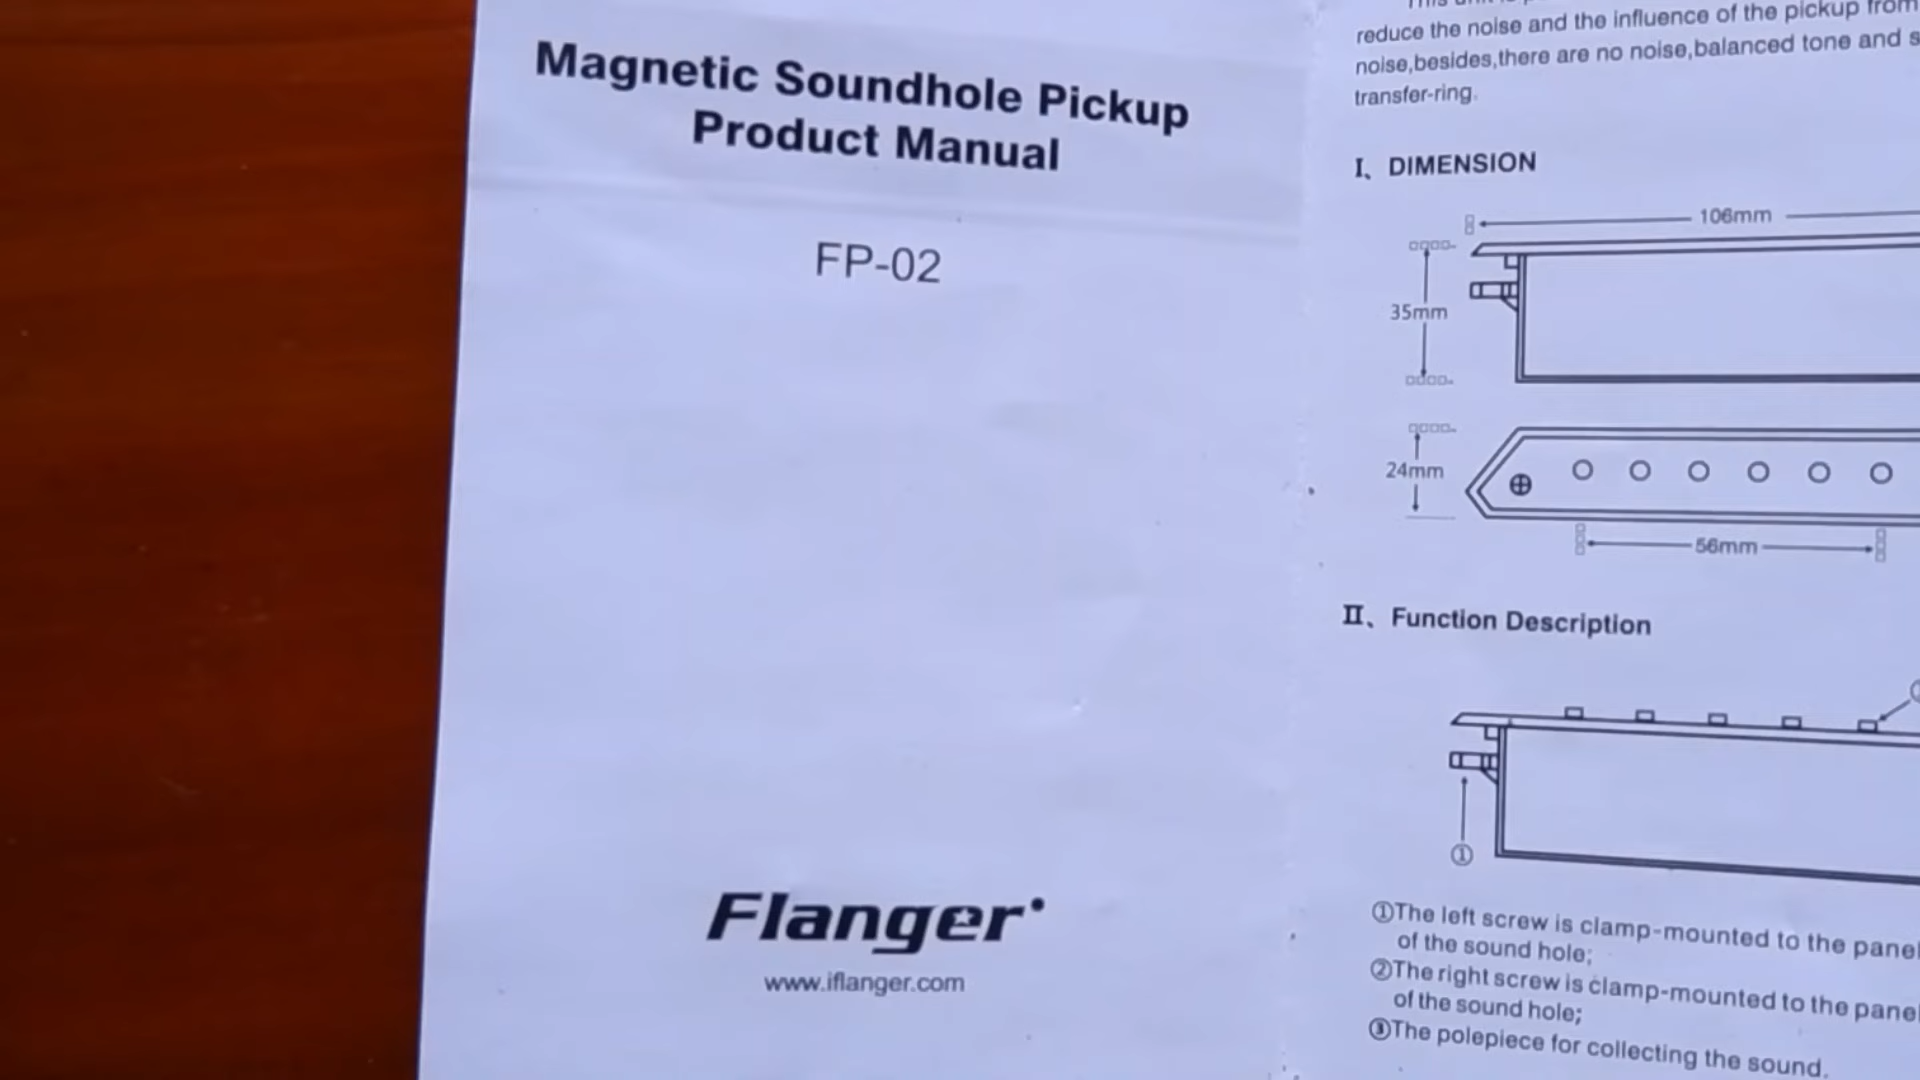 Magnetic Soundhole Pickup
Product Manual
FP-02
Flanger
www.iflanger.com
reduce the noise and the influence of the pickup from
noise,besides,there are no noise,balanced tone and
transfer-ring.
I、DIMENSION
106mm
35mm
24mm
56mm
II、Function Description
①
①The left screw is clamp-mounted to the panel
of the sound hole;
②The right screw is clamp-mounted to the panel
of the sound hole;
③The polepiece for collecting the sound.